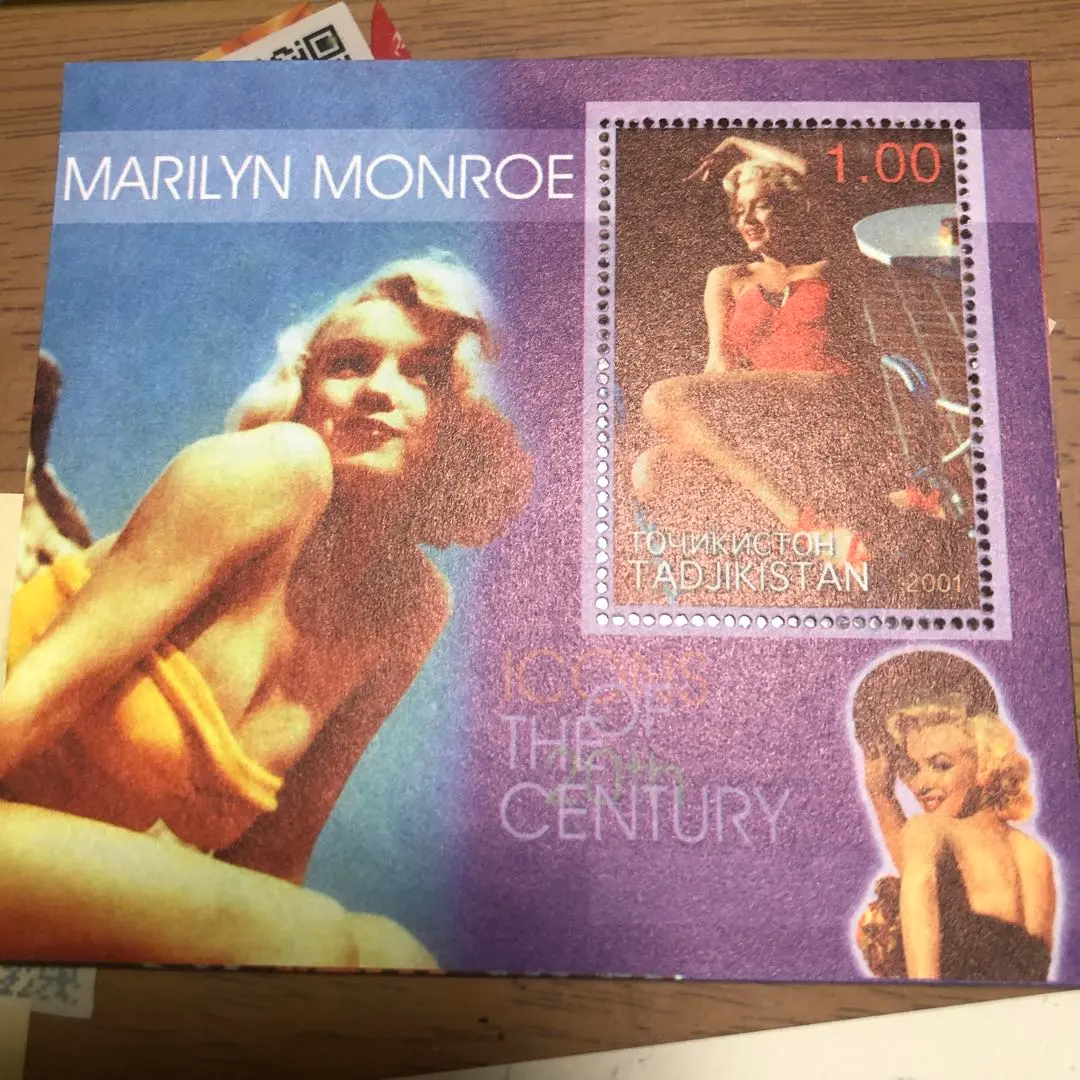 MARILYN MONROE
1.00
ТОЧИКИСТОН
TADJIKISTAN 2001
ICONS
OF
THE
20th
CENTURY